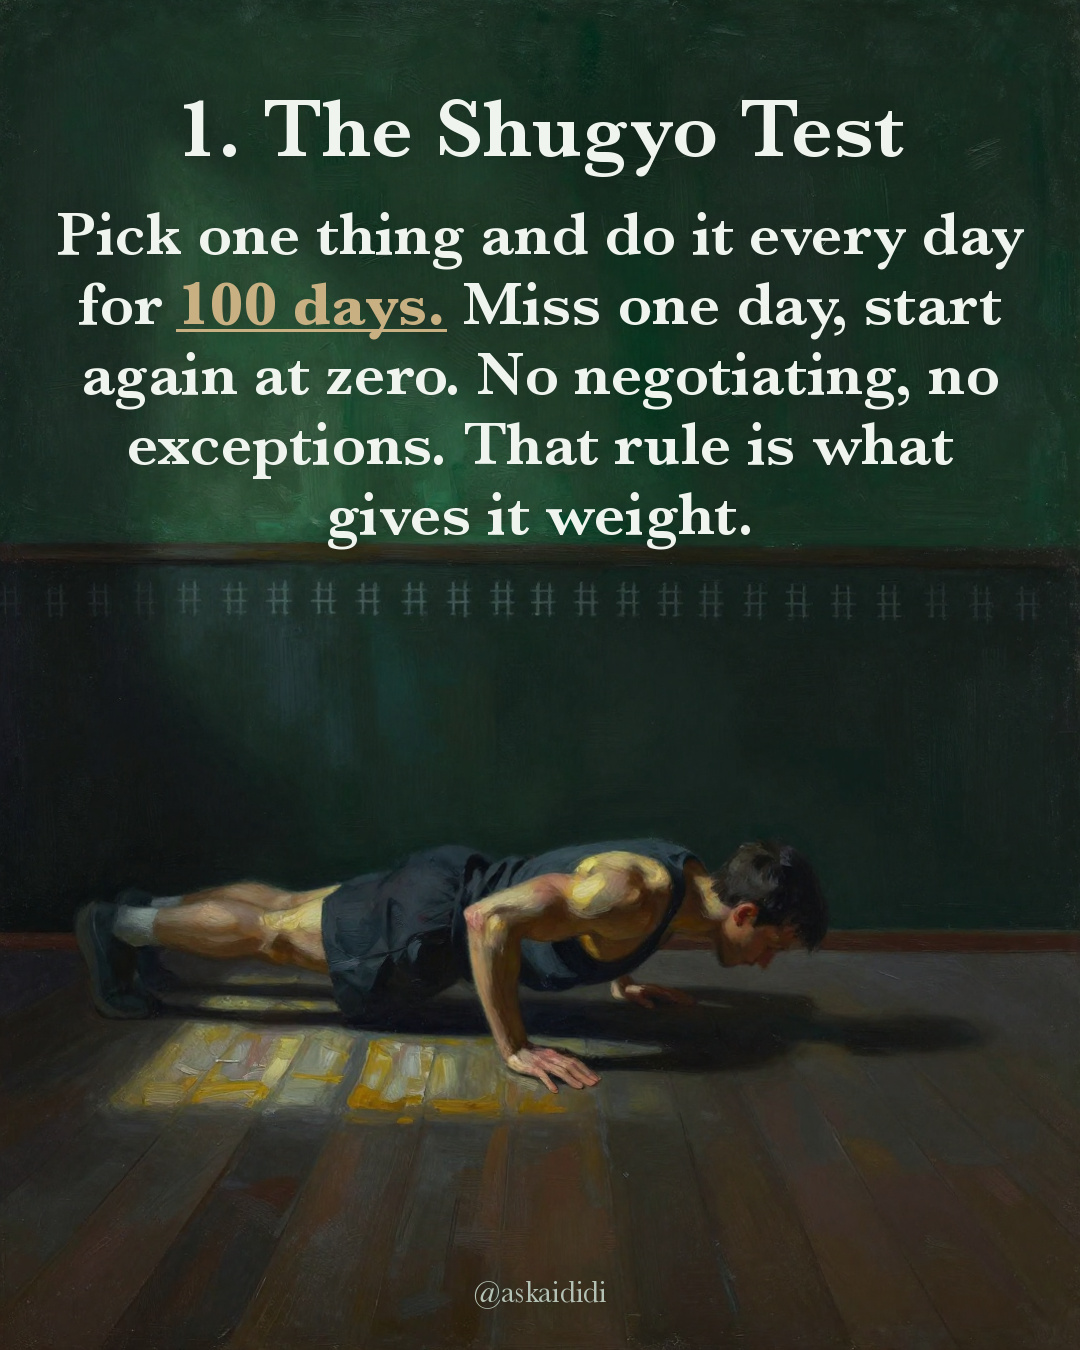 1. The Shugyo Test
Pick one thing and do it every day
for 100 days. Miss one day, start
again at zero. No negotiating, no
exceptions. That rule is what
gives it weight.
@askaididi